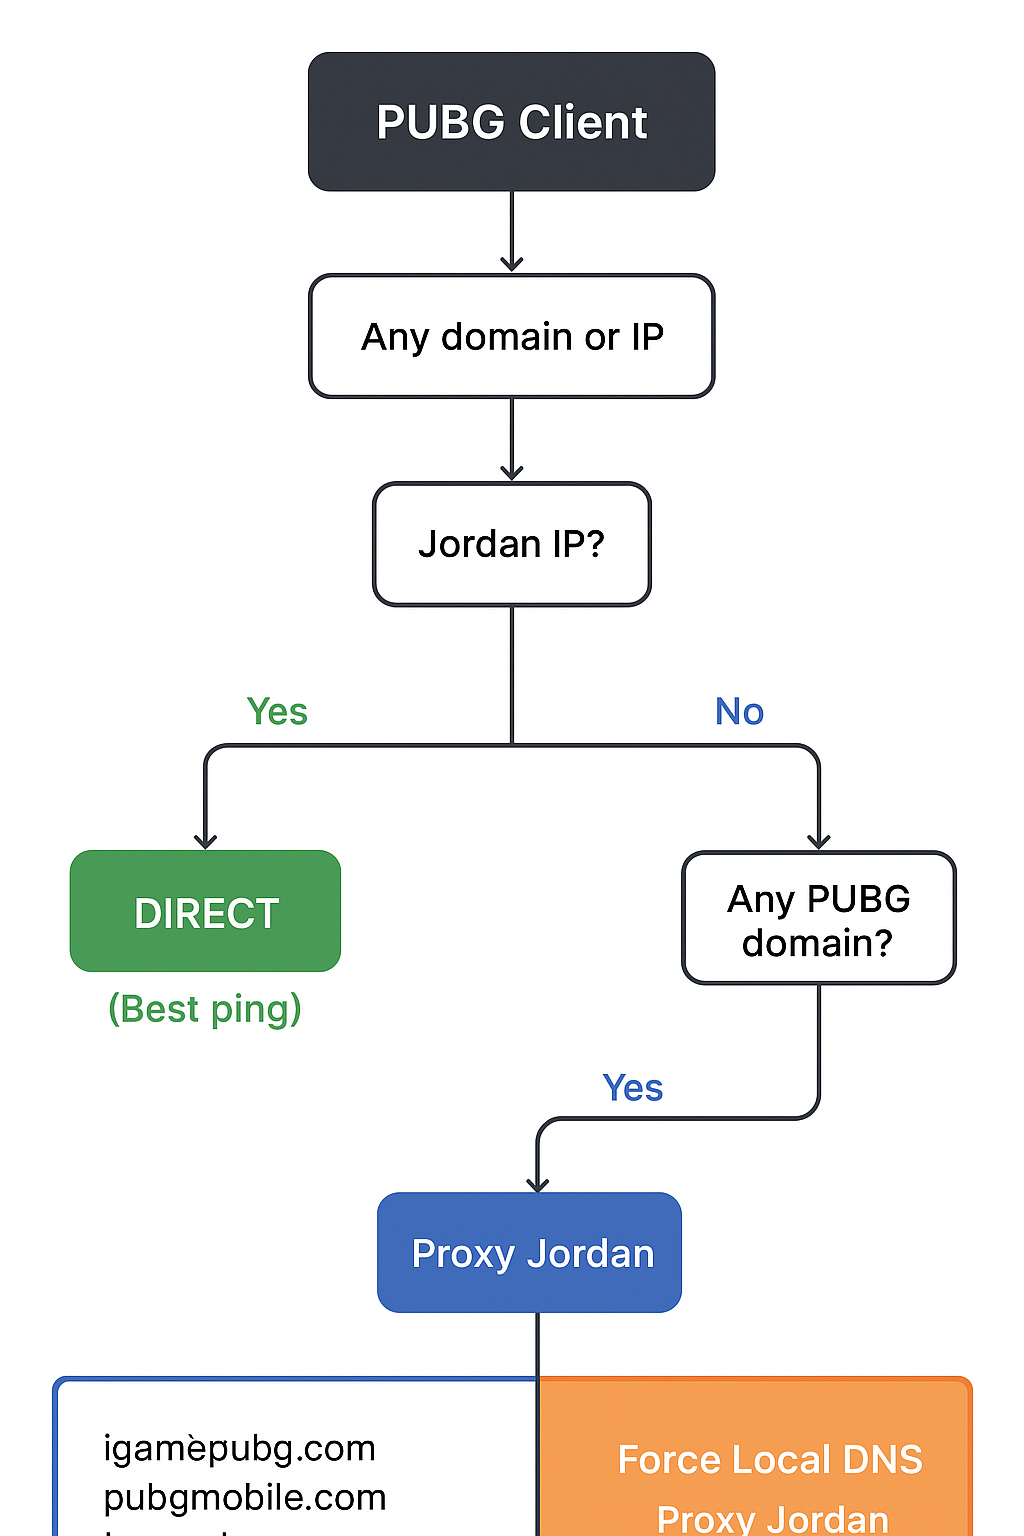 PUBG Client
Any domain or IP
Jordan IP?
Yes
No
DIRECT
(Best ping)
Any PUBG
domain?
Yes
Proxy Jordan
igamèpubg.com
pubgmobile.com
Force Local DNS
Proxy Jordan